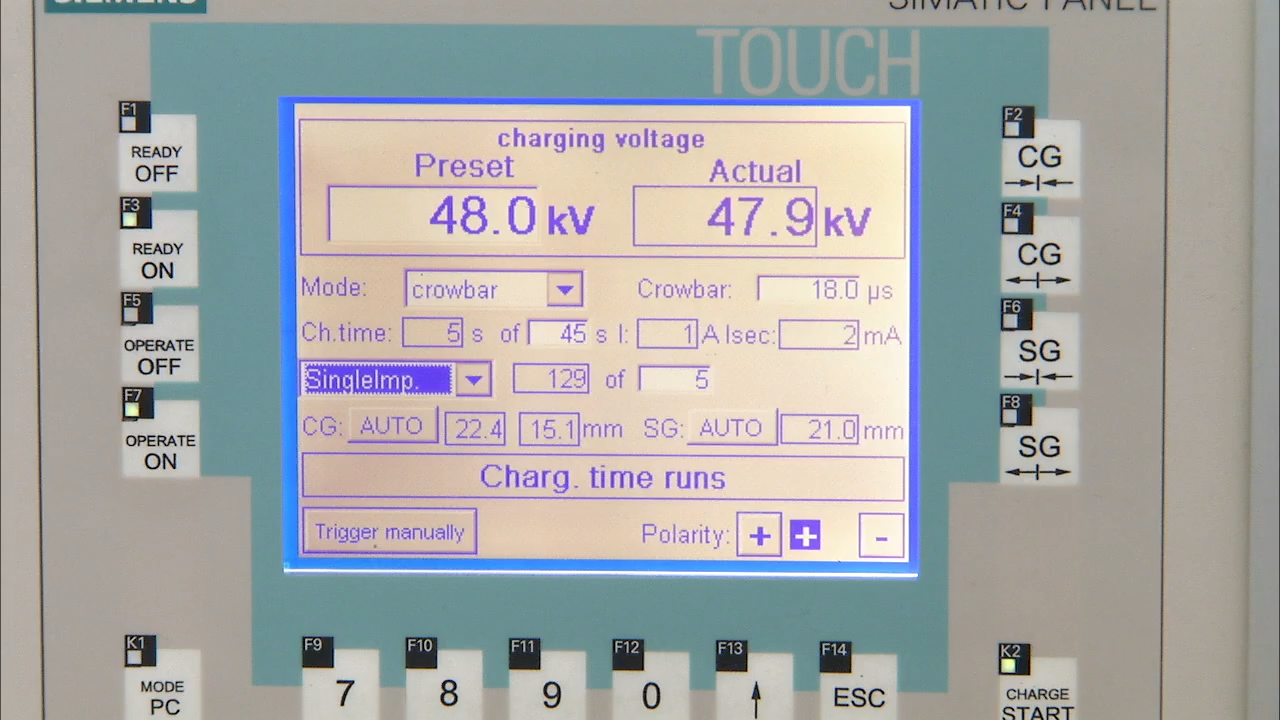 SIEMENS SIMATIC PANEL
TOUCH
charging voltage
Preset Actual
48.0 kV 47.9 kV
Mode: crowbar Crowbar: 18.0 µs
Ch.time: 5 s of 45 s I: 1 A Isec: 2 mA
SingleImp. 129 of 5
CG: AUTO 22.4 15.1 mm SG: AUTO 21.0 mm
Charg. time runs
Trigger manually Polarity: + + -
F1
READY
OFF
F3
READY
ON
F5
OPERATE
OFF
F7
OPERATE
ON
F2
CG
F4
CG
F6
SG
F8
SG
K1
MODE
PC
F9
7
F10
8
F11
9
F12
0
F13
F14
ESC
K2
CHARGE
START